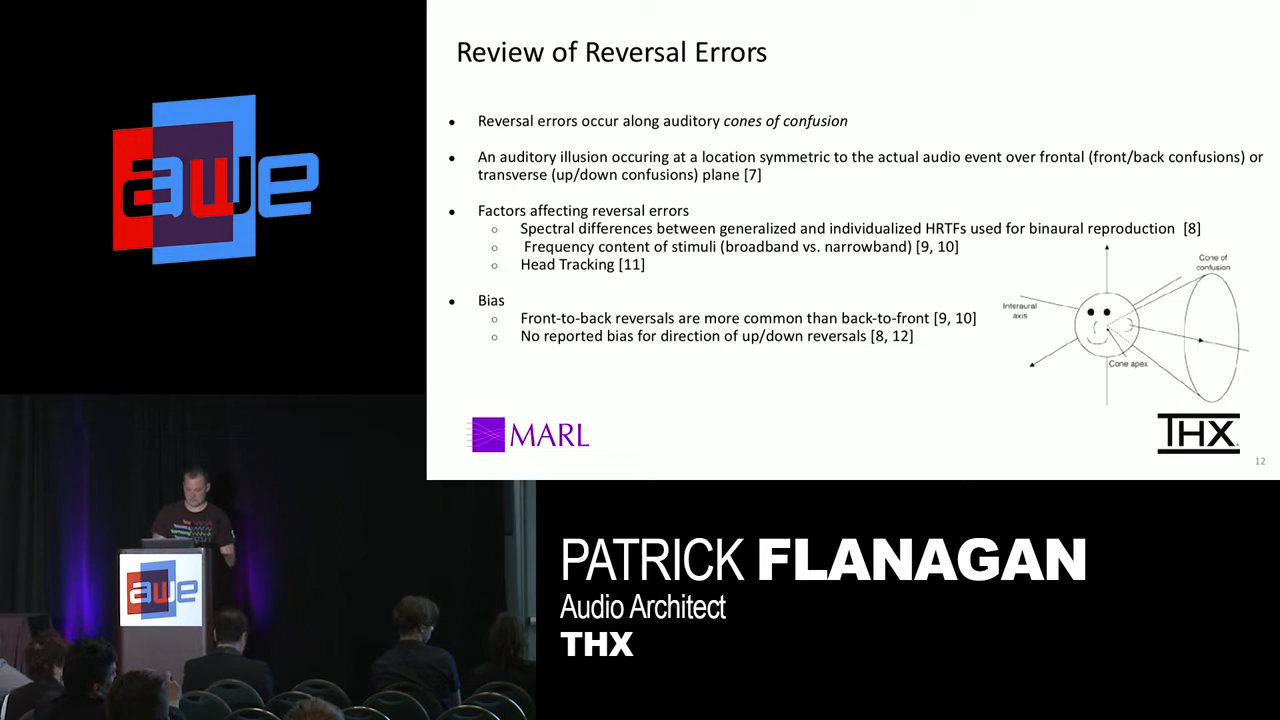 awe
Review of Reversal Errors
Reversal errors occur along auditory cones of confusion
An auditory illusion occuring at a location symmetric to the actual audio event over frontal (front/back confusions) or
transverse (up/down confusions) plane [7]
Factors affecting reversal errors
Spectral differences between generalized and individualized HRTFs used for binaural reproduction [8]
Frequency content of stimuli (broadband vs. narrowband) [9, 10]
Head Tracking [11]
Bias
Front-to-back reversals are more common than back-to-front [9, 10]
No reported bias for direction of up/down reversals [8, 12]
Interaural
axis
Cone of
confusion
Cone apex
MARL
THX
12
awe
PATRICK FLANAGAN
Audio Architect
THX